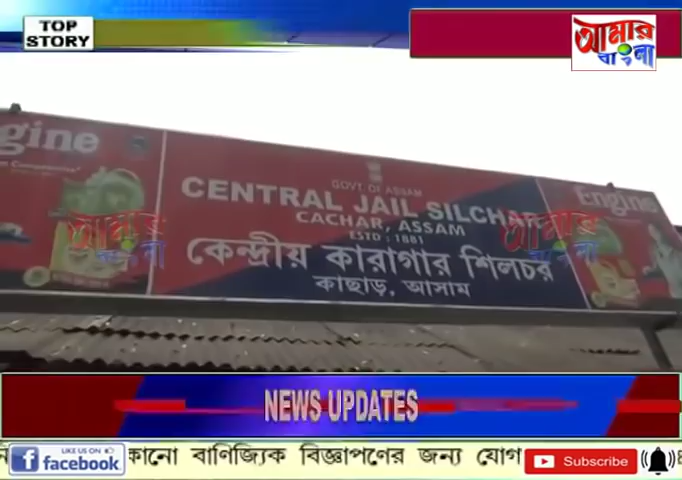 TOP
STORY
আমার
বাংলা
Engine
GOVT. OF ASSAM
CENTRAL JAIL SILCHAR
CACHAR, ASSAM
ESTD : 1881
কেন্দ্রীয় কারাগার শিলচর
কাছাড়, আসাম
Engine
NEWS UPDATES
LIKE US ON
facebook
কোনো বাণিজ্যিক বিজ্ঞাপনের জন্য যোগ
Subscribe